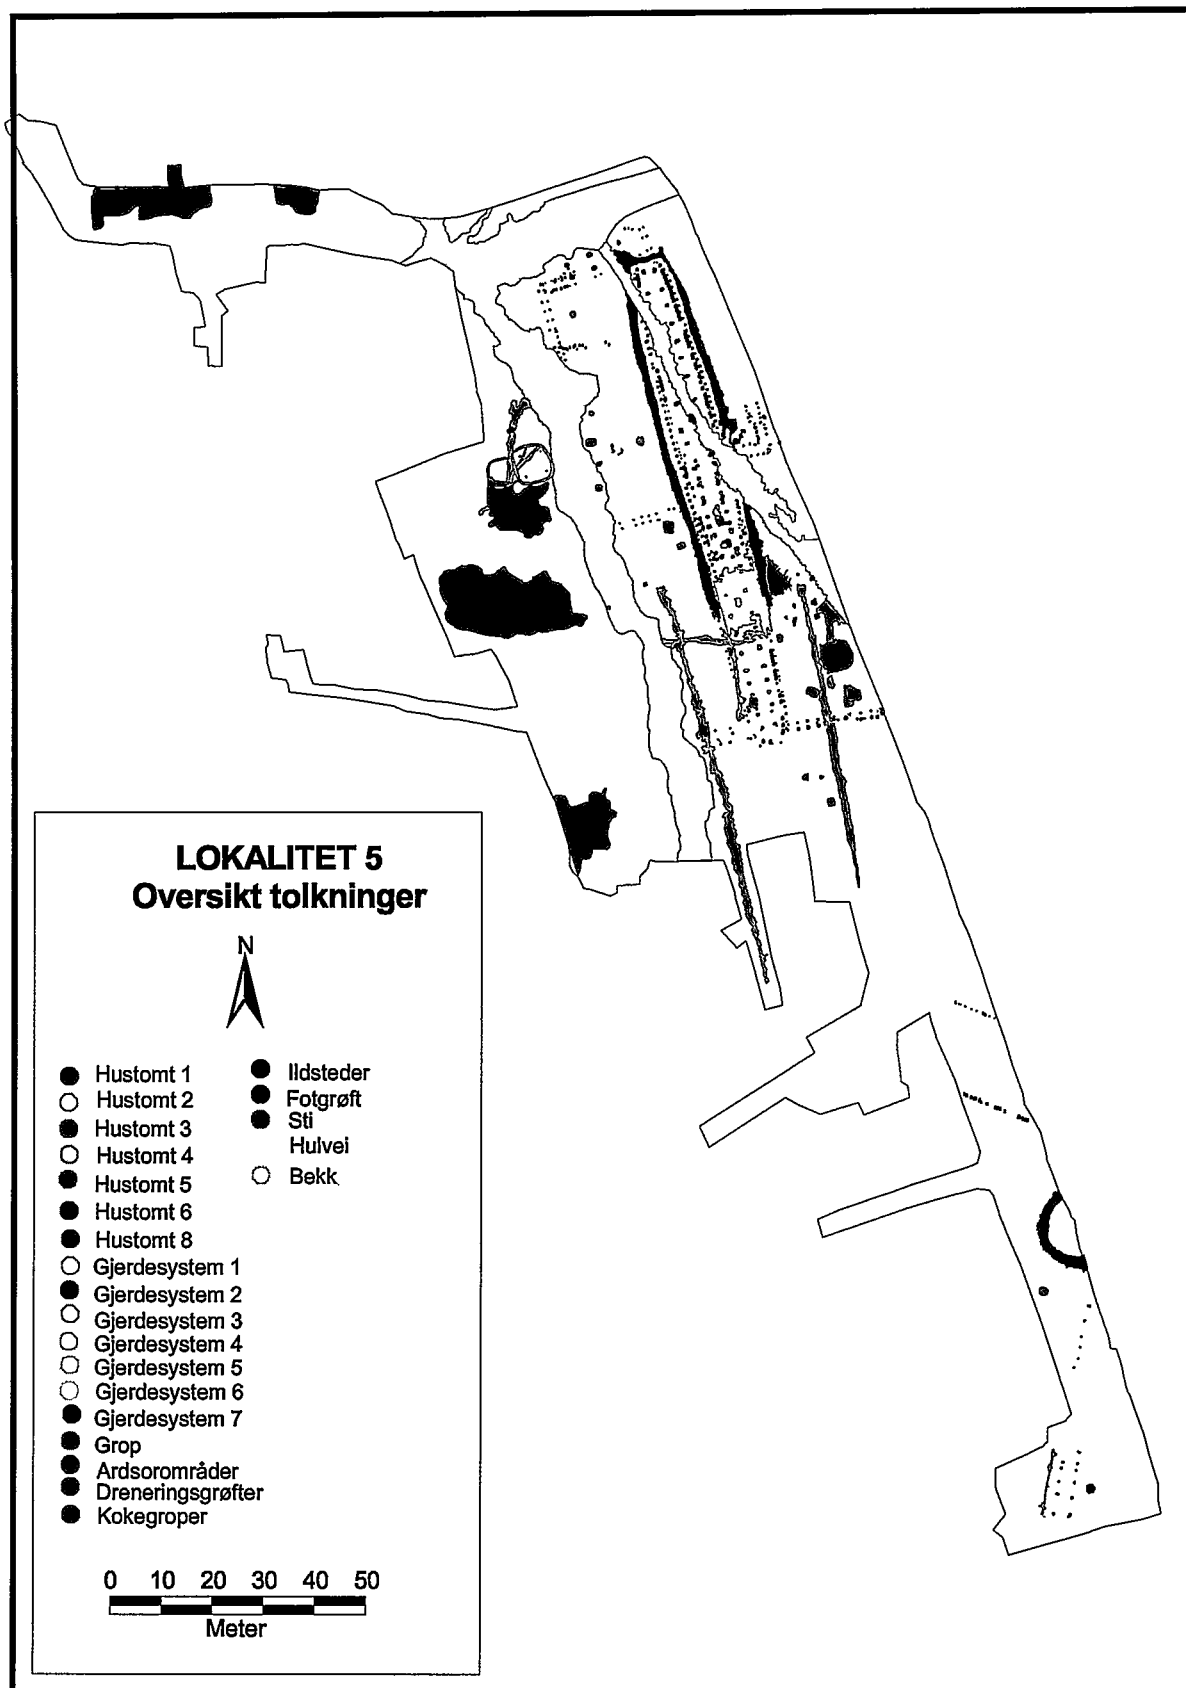 LOKALITET 5
Oversikt tolkninger
N
Hustomt 1
Hustomt 2
Hustomt 3
Hustomt 4
Hustomt 5
Hustomt 6
Hustomt 8
Gjerdesystem 1
Gjerdesystem 2
Gjerdesystem 3
Gjerdesystem 4
Gjerdesystem 5
Gjerdesystem 6
Gjerdesystem 7
Grop
Ardsorområder
Dreneringsgrøfter
Kokegroper
Ildsteder
Fotgrøft
Sti
Hulvei
Bekk
0 10 20 30 40 50
Meter